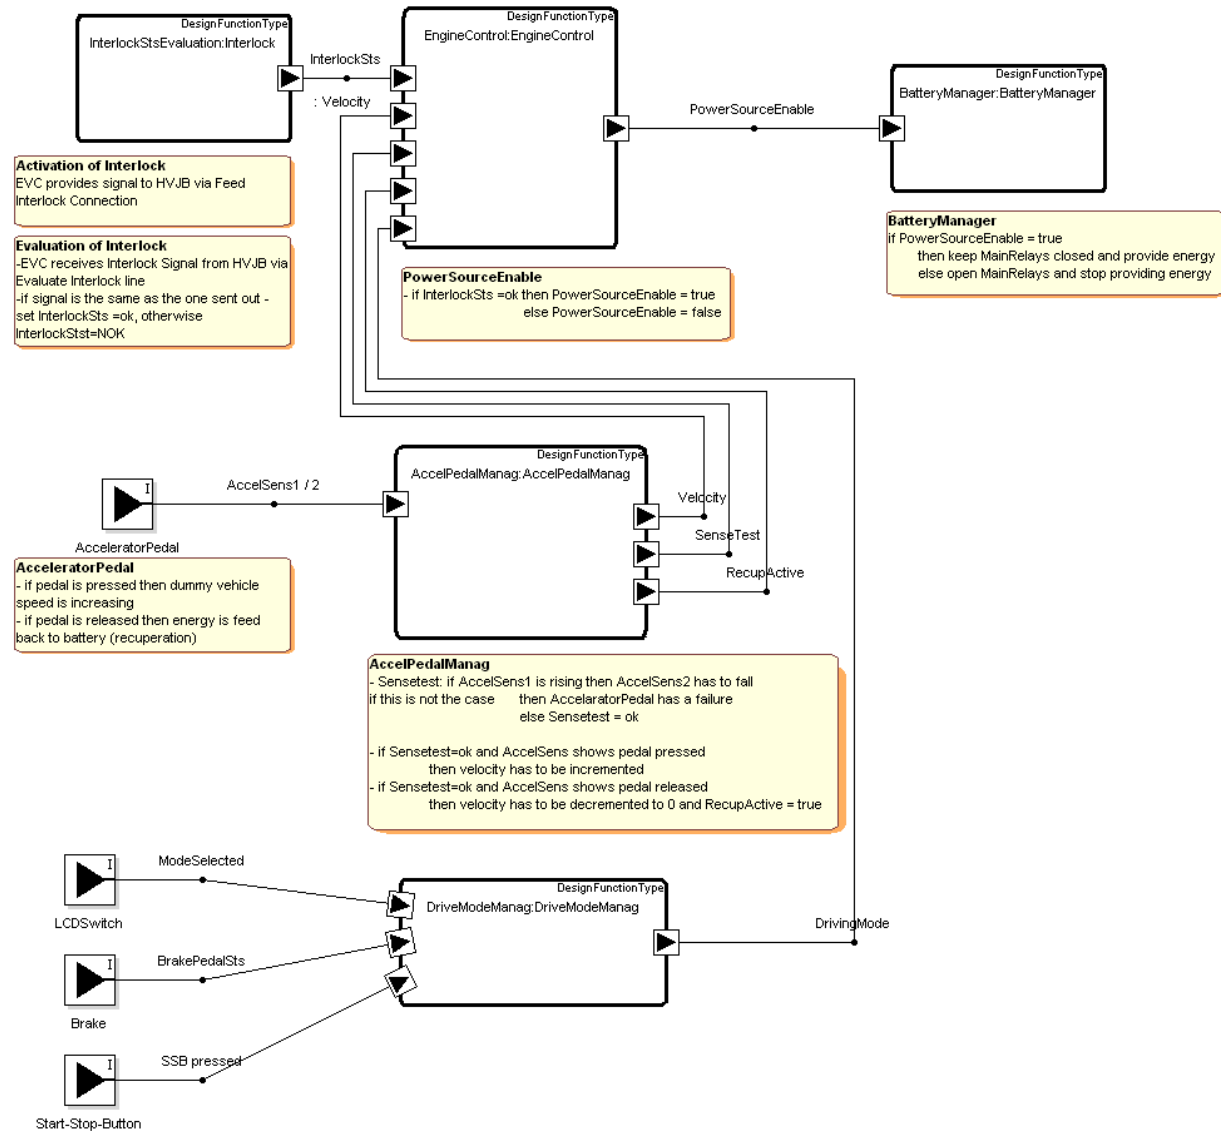 DesignFunctionType
InterlockStsEvaluation:Interlock
DesignFunctionType
EngineControl:EngineControl
InterlockSts
: Velocity
DesignFunctionType
BatteryManager:BatteryManager
PowerSourceEnable
Activation of Interlock
EVC provides signal to HVJB via Feed
Interlock Connection
Evaluation of Interlock
-EVC receives Interlock Signal from HVJB via
Evaluate Interlock line
-if signal is the same as the one sent out -
set InterlockSts =ok, otherwise
InterlockStst=NOK
PowerSourceEnable
- if InterlockSts =ok then PowerSourceEnable = true
else PowerSourceEnable = false
BatteryManager
if PowerSourceEnable = true
then keep MainRelays closed and provide energy
else open MainRelays and stop providing energy
DesignFunctionType
AccelPedalManag:AccelPedalManag
I
AccelSens1 / 2
AcceleratorPedal
Velocity
SenseTest
RecupActive
AcceleratorPedal
- if pedal is pressed then dummy vehicle
speed is increasing
- if pedal is released then energy is feed
back to battery (recuperation)
AccelPedalManag
- Sensetest: if AccelSens1 is rising then AccelSens2 has to fall
if this is not the case then AccelaratorPedal has a failure
else Sensetest = ok
- if Sensetest=ok and AccelSens shows pedal pressed
then velocity has to be incremented
- if Sensetest=ok and AccelSens shows pedal released
then velocity has to be decremented to 0 and RecupActive = true
I
ModeSelected
LCDSwitch
DesignFunctionType
DriveModeManag:DriveModeManag
DrivingMode
I
BrakePedalSts
Brake
I
SSB pressed
Start-Stop-Button